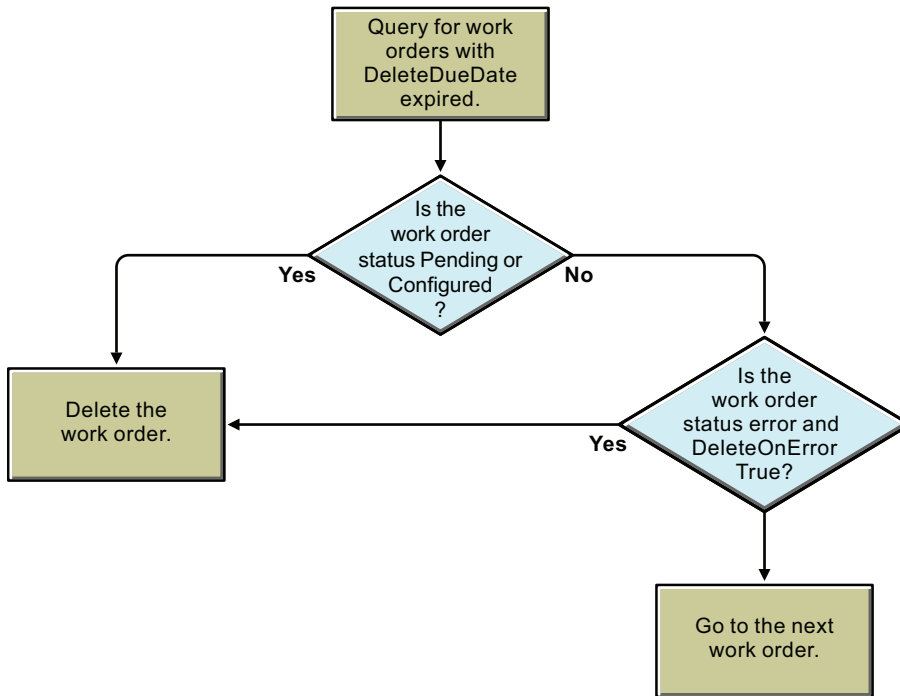 Query for work
orders with
DeleteDueDate
expired.
Is the
work order
status Pending or
Configured
?
Yes
No
Delete the
work order.
Is the
work order
status error and
DeleteOnError
True?
Yes
Go to the next
work order.